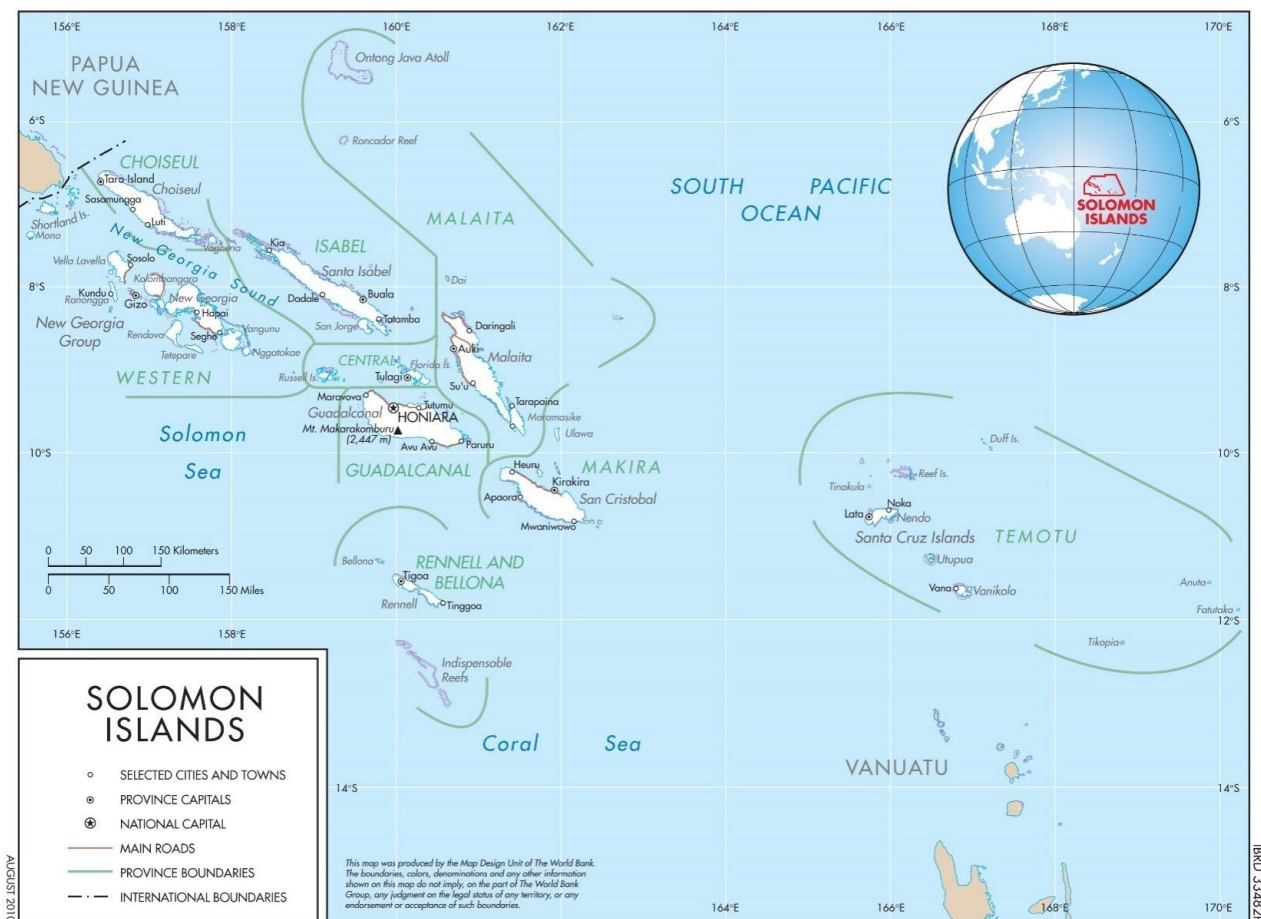 156°E
158°E
160°E
162°E
164°E
166°E
168°E
170°E
PAPUA
NEW GUINEA
Ontong Java Atoll
6°S
Roncador Reef
6°S
CHOISEUL
Taro Island
Choiseul
Sasamungga
Luti
Shortland Is.
Mono
Vaghena
New Georgia Sound
Vella Lavella
Sosolo
Kolombangara
Kundu
Ranongga
Gizo
New Georgia
Hapai
New Georgia
Group
Rendova
Seghe
Vangunu
Tetepare
Nggatokae
WESTERN
8°S
Kia
ISABEL
Santa Isabel
Dadale
Buala
San Jorge
Tatamba
MALAITA
Dai
Daringali
Auki
Malaita
Su'u
Tarapaina
Maramasike
Ulawa
CENTRAL
Florida Is.
Russell Is.
Tulagi
Maravova
Guadalcanal
Tutumu
HONIARA
Mt. Makarakomburu
(2,447 m)
Avu Avu
Paruru
GUADALCANAL
SOUTH PACIFIC
OCEAN
SOLOMON
ISLANDS
8°S
Solomon
Sea
10°S
Heuru
MAKIRA
Kirakira
Apaora
San Cristobal
Mwaniwowo
Duff Is.
10°S
Reef Is.
Tinakula
Noka
Lata
Nendo
Santa Cruz Islands
TEMOTU
Utupua
Vana
Vanikolo
Anuta
Fatutaka
Tikopia
12°S
0 50 100 150 Kilometers
0 50 100 150 Miles
RENNELL AND
BELLONA
Bellona
Tigoa
Rennell
Tinggoa
156°E
158°E
Indispensable
Reefs
Coral Sea
VANUATU
14°S
14°S
SOLOMON
ISLANDS
SELECTED CITIES AND TOWNS
PROVINCE CAPITALS
NATIONAL CAPITAL
MAIN ROADS
PROVINCE BOUNDARIES
INTERNATIONAL BOUNDARIES
This map was produced by the Map Design Unit of The World Bank.
The boundaries, colors, denominations and any other information
shown on this map do not imply, on the part of The World Bank
Group, any judgment on the legal status of any territory, or any
endorsement or acceptance of such boundaries.
164°E
166°E
168°E
170°E
AUGUST 2010